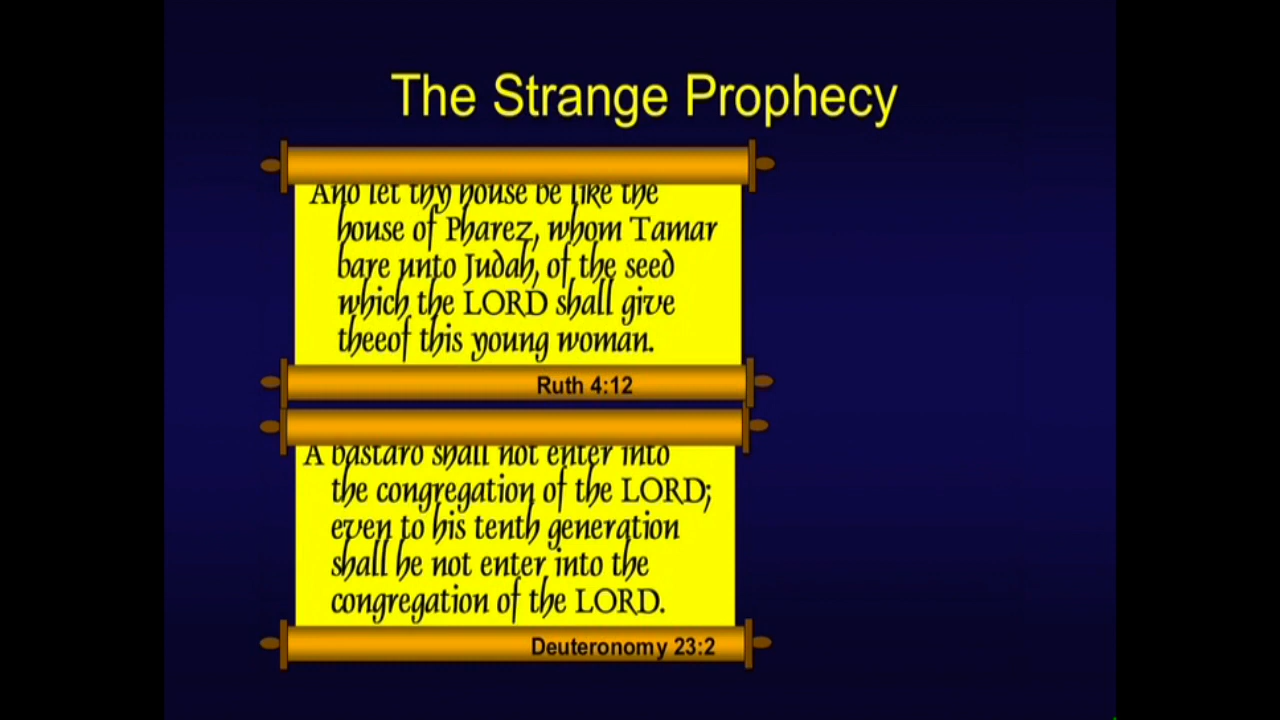 The Strange Prophecy
And let thy house be like the
house of Pharez, whom Tamar
bare unto Judah, of the seed
which the LORD shall give
theeof this young woman.
Ruth 4:12
A bastard shall not enter into
the congregation of the LORD;
even to his tenth generation
shall he not enter into the
congregation of the LORD.
Deuteronomy 23:2